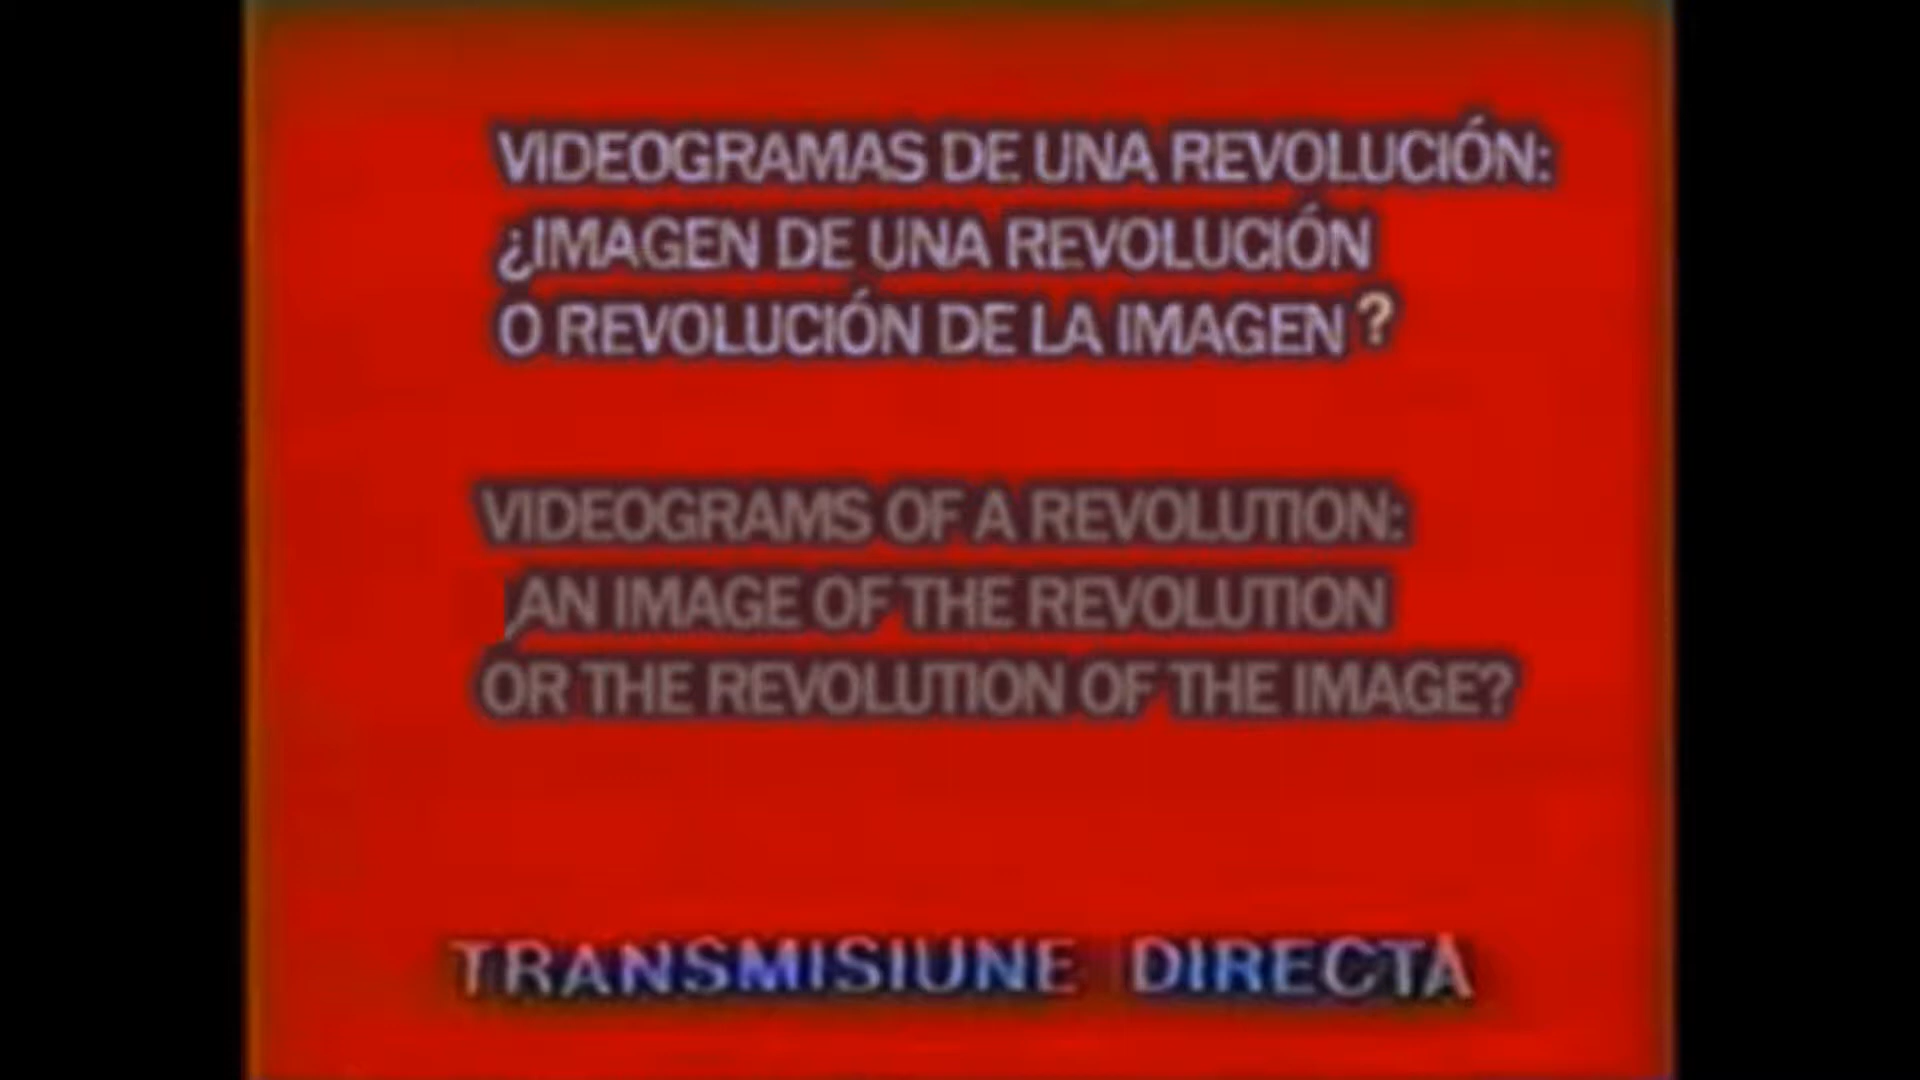 VIDEOGRAMAS DE UNA REVOLUCIÓN:
¿IMAGEN DE UNA REVOLUCIÓN
O REVOLUCIÓN DE LA IMAGEN ?
VIDEOGRAMS OF A REVOLUTION:
AN IMAGE OF THE REVOLUTION
OR THE REVOLUTION OF THE IMAGE?
TRANSMISIUNE DIRECTA